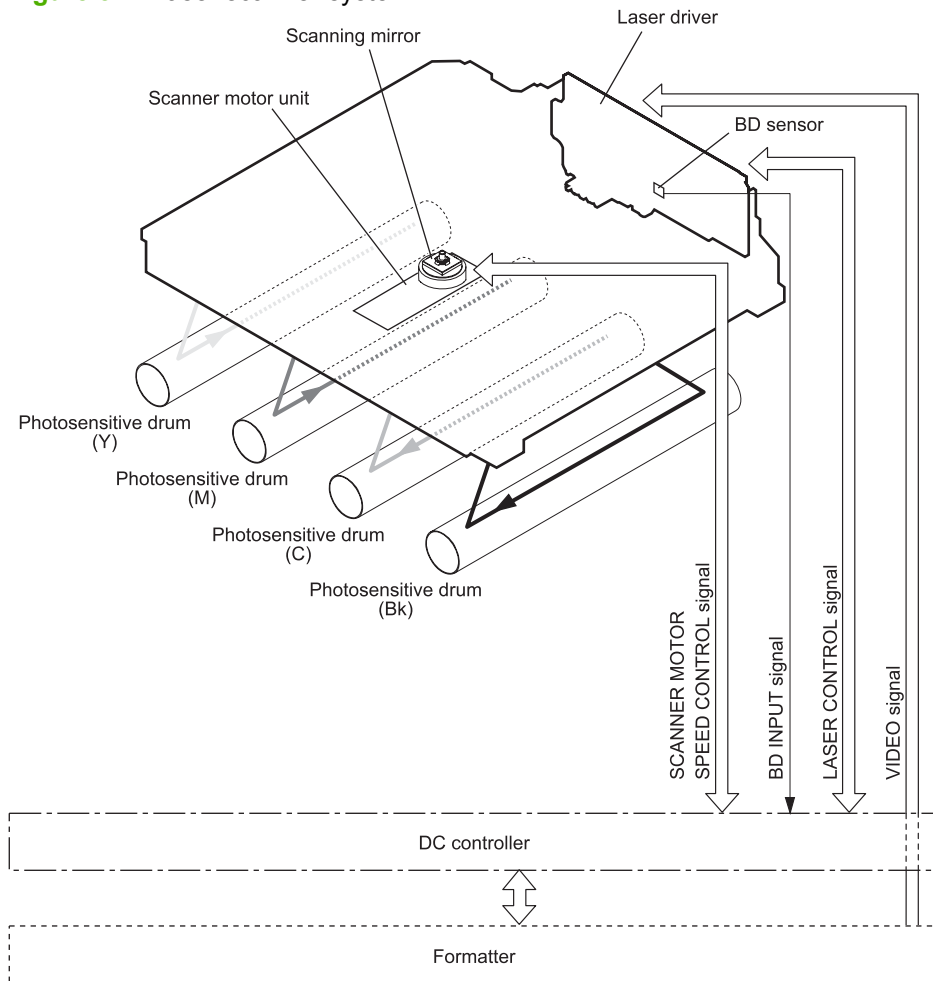 Laser driver
Scanning mirror
Scanner motor unit
BD sensor
Photosensitive drum
(Y)
Photosensitive drum
(M)
Photosensitive drum
(C)
Photosensitive drum
(Bk)
SCANNER MOTOR
SPEED CONTROL signal
BD INPUT signal
LASER CONTROL signal
VIDEO signal
DC controller
Formatter